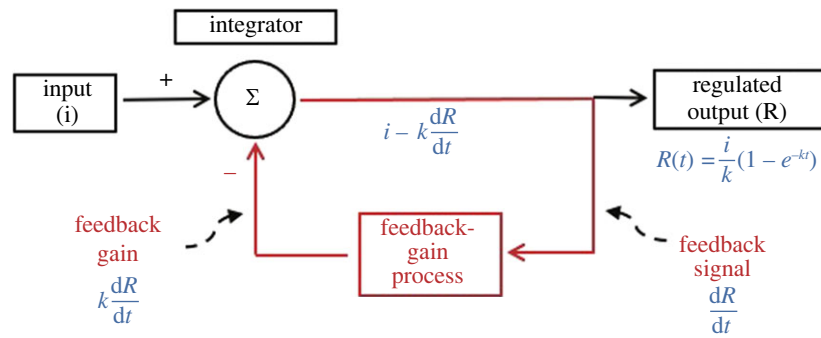 integrator
input
(i)
+
Σ
regulated
output (R)
i – k dR/dt
R(t) = i/k (1 – e^–kt)
–
feedback
gain
k dR/dt
feedback-
gain
process
feedback
signal
dR/dt